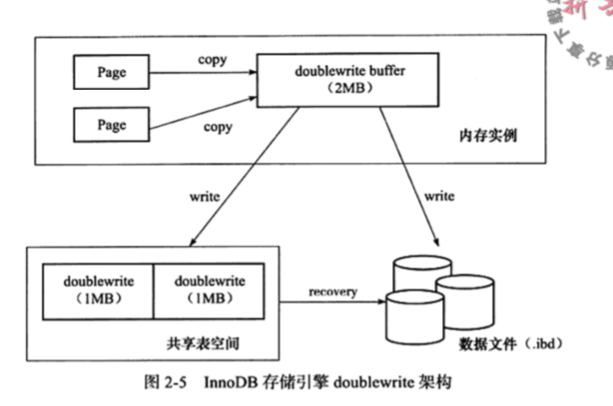 Page
copy
doublewrite buffer
（2MB）
Page
copy
内存实例
write
write
doublewrite
（1MB）
doublewrite
（1MB）
recovery
共享表空间
数据文件（.ibd）
图 2-5 InnoDB 存储引擎 doublewrite 架构